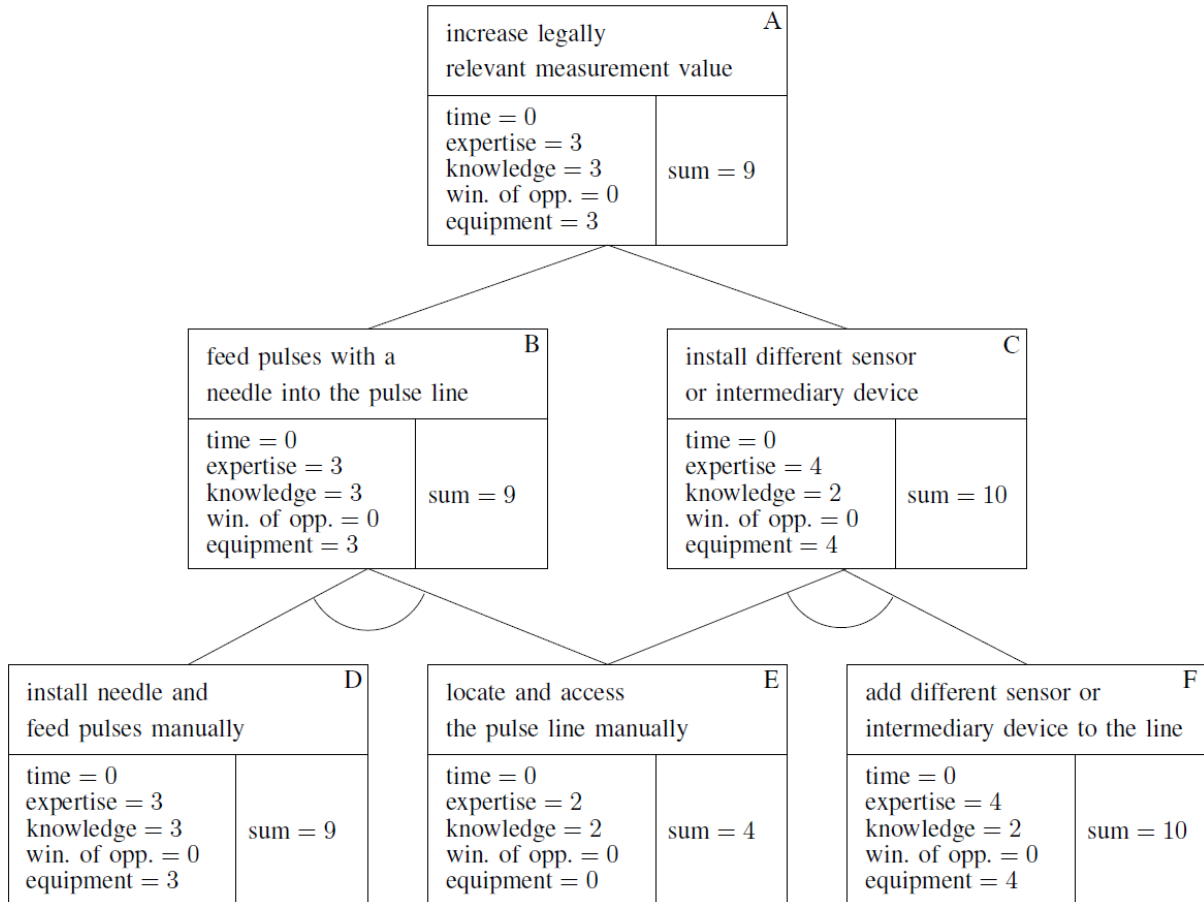 A
increase legally
relevant measurement value
time = 0
expertise = 3
knowledge = 3
win. of opp. = 0
equipment = 3
sum = 9
B
feed pulses with a
needle into the pulse line
time = 0
expertise = 3
knowledge = 3
win. of opp. = 0
equipment = 3
sum = 9
C
install different sensor
or intermediary device
time = 0
expertise = 4
knowledge = 2
win. of opp. = 0
equipment = 4
sum = 10
D
install needle and
feed pulses manually
time = 0
expertise = 3
knowledge = 3
win. of opp. = 0
equipment = 3
sum = 9
E
locate and access
the pulse line manually
time = 0
expertise = 2
knowledge = 2
win. of opp. = 0
equipment = 0
sum = 4
F
add different sensor or
intermediary device to the line
time = 0
expertise = 4
knowledge = 2
win. of opp. = 0
equipment = 4
sum = 10